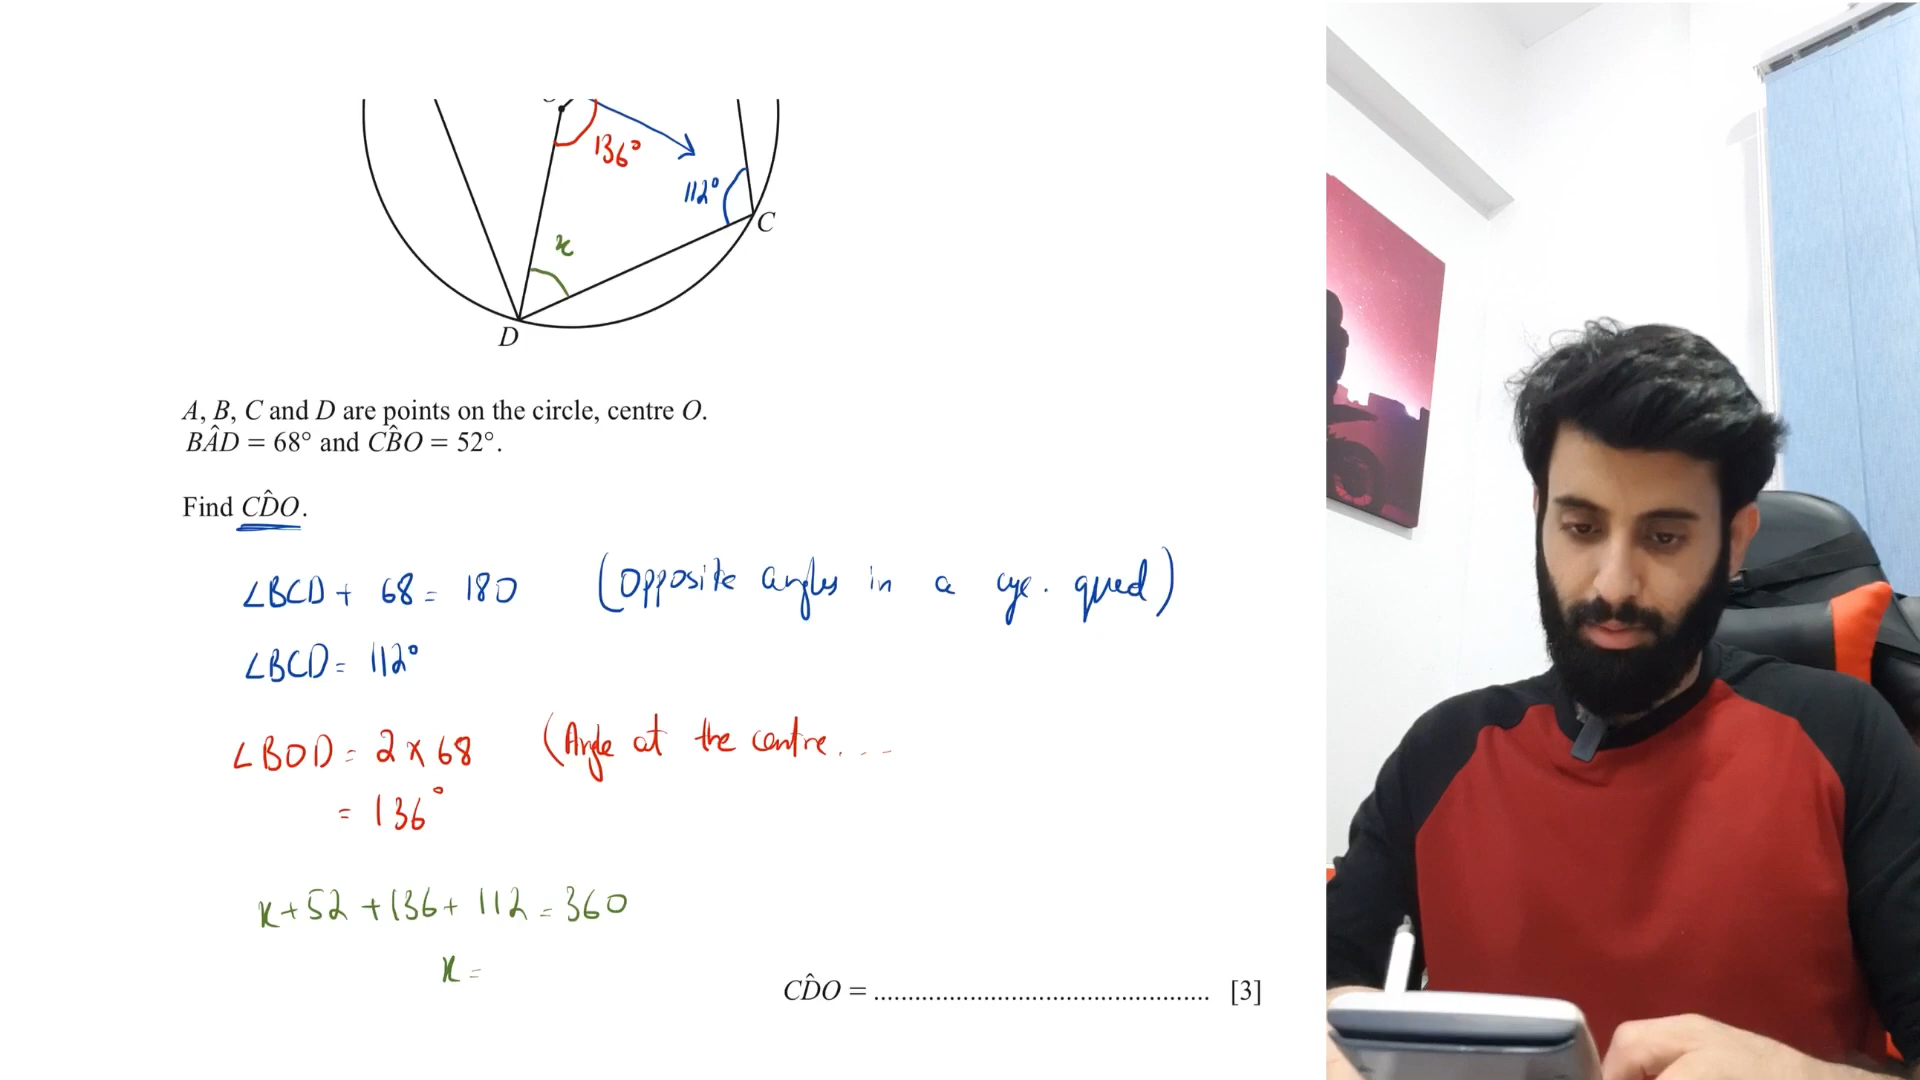 136°
112°
x
C
D
A, B, C and D are points on the circle, centre O.
BÂD = 68° and CB̂O = 52°.
Find CD̂O.
∠BCD + 68 = 180 (opposite angles in a cyc. quad)
∠BCD = 112°
∠BOD = 2 × 68 (Angle at the centre....
= 136°
x + 52 + 136 + 112 = 360
x =
CD̂O = .................................................. [3]